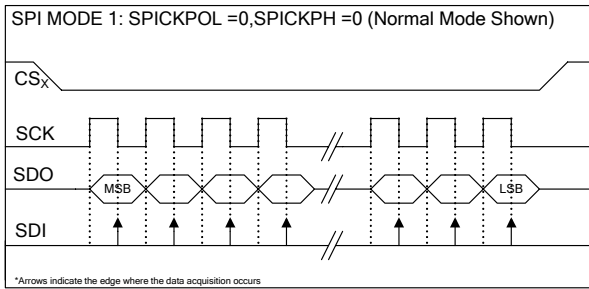 SPI MODE 1: SPICKPOL =0,SPICKPH =0 (Normal Mode Shown)
CSX
SCK
SDO
MSB
LSB
SDI
*Arrows indicate the edge where the data acquisition occurs